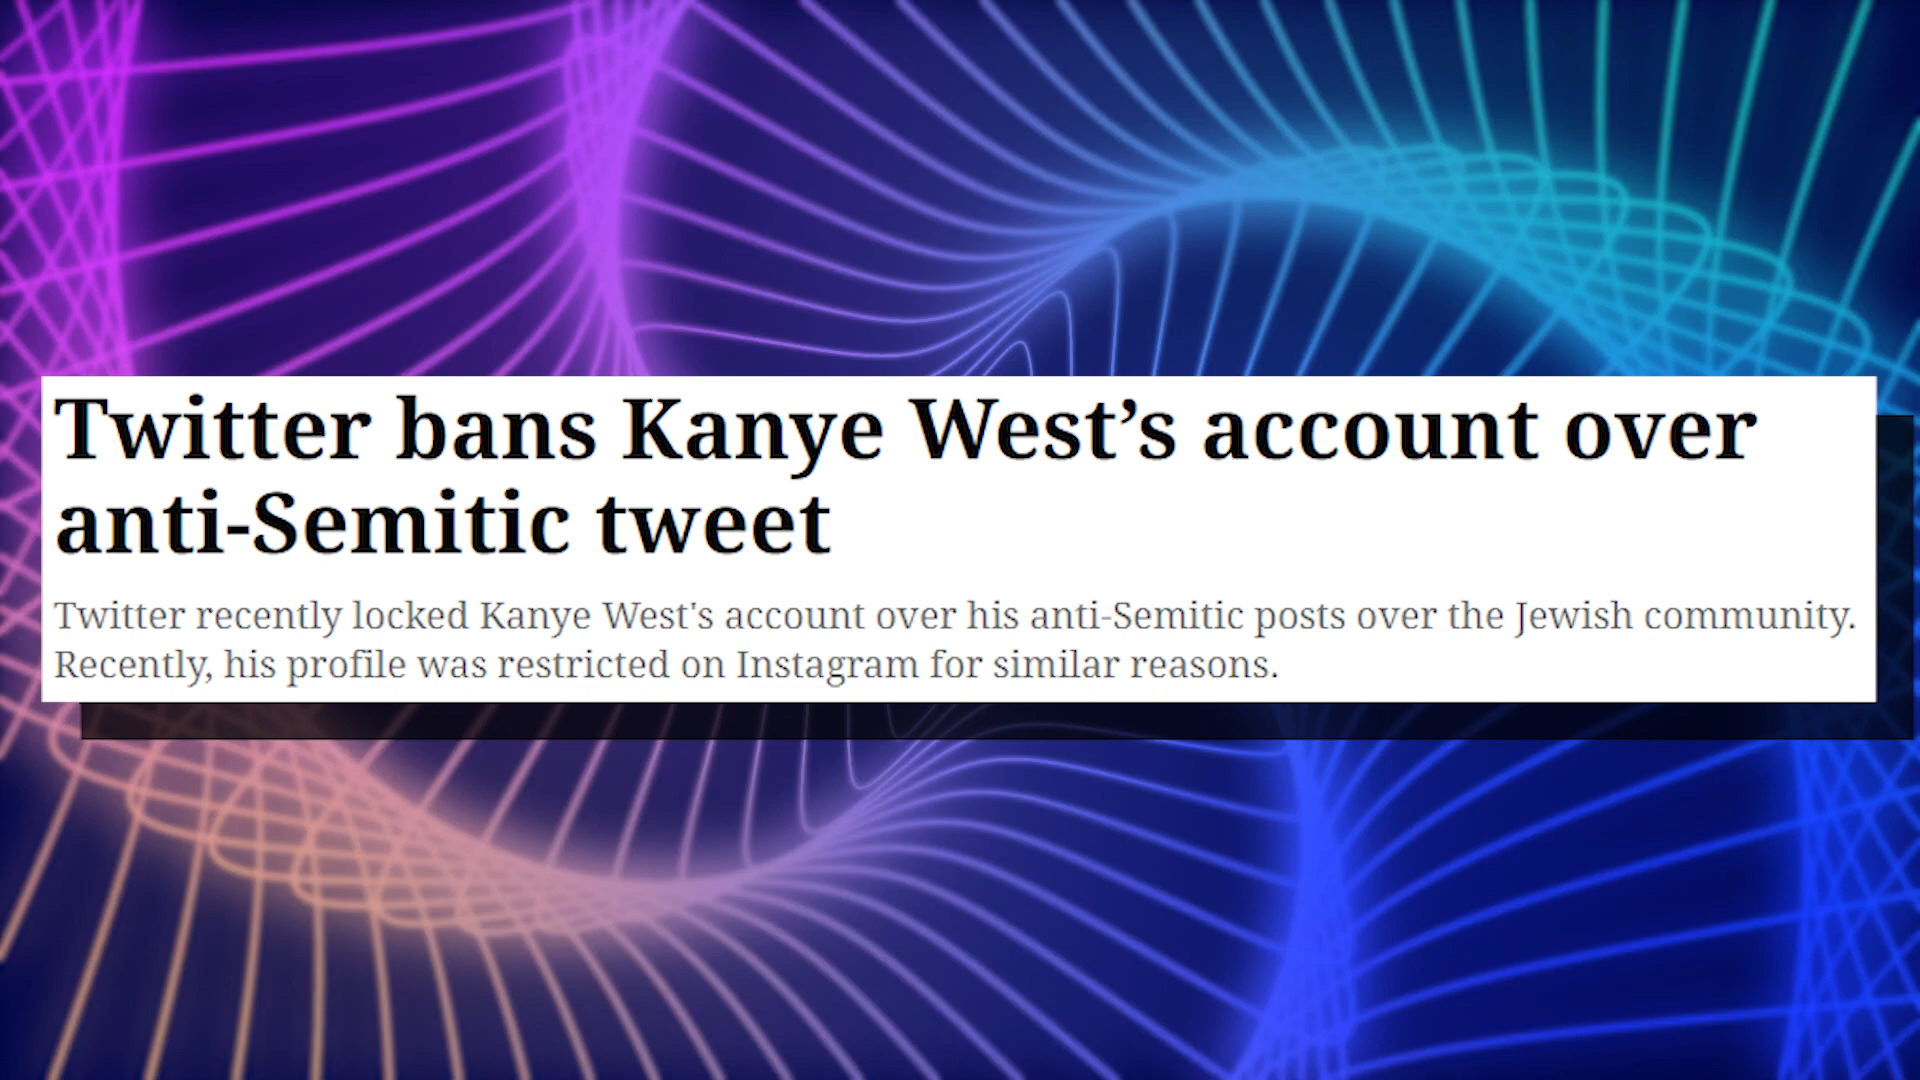 Twitter bans Kanye West’s account over
anti-Semitic tweet
Twitter recently locked Kanye West's account over his anti-Semitic posts over the Jewish community.
Recently, his profile was restricted on Instagram for similar reasons.